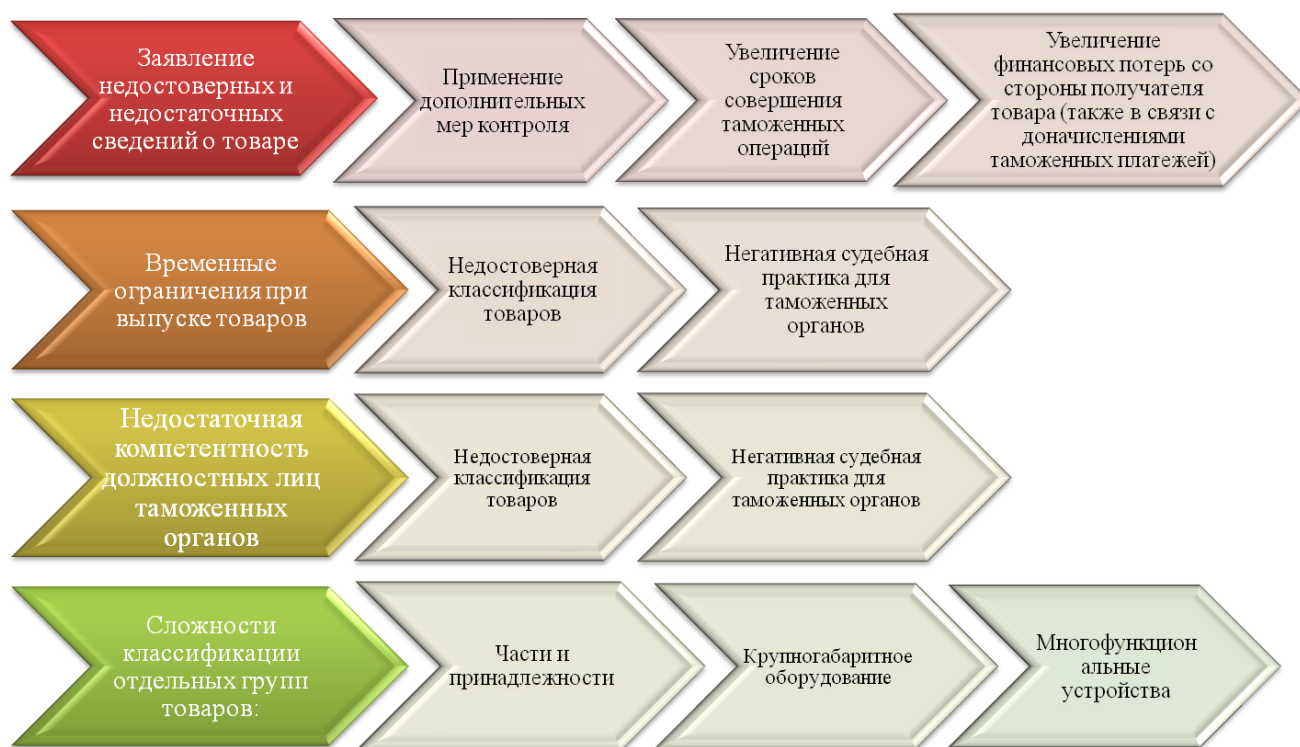 Заявление
недостоверных и
недостаточных
сведений о товаре
Применение
дополнительных
мер контроля
Увеличение
сроков
совершения
таможенных
операций
Увеличение
финансовых потерь со
стороны получателя
товара (также в связи с
доначислениями
таможенных платежей)
Временные
ограничения при
выпуске товаров
Недостоверная
классификация
товаров
Негативная судебная
практика для
таможенных
органов
Недостаточная
компетентность
должностных лиц
таможенных
органов
Недостоверная
классификация
товаров
Негативная судебная
практика для
таможенных органов
Сложности
классификации
отдельных групп
товаров:
Части и
принадлежности
Крупногабаритное
оборудование
Многофункцион
альные
устройства